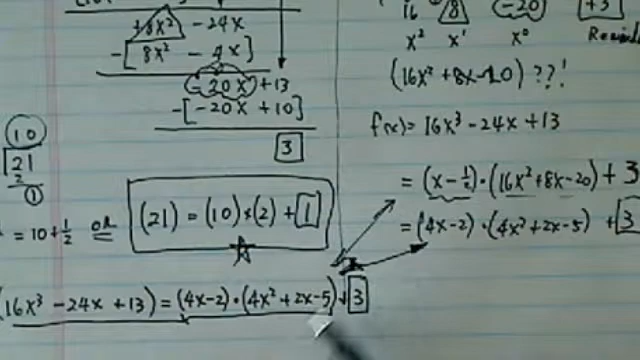 +8x² - 24x
-[8x² - 4x]
(-20x) + 13
-[-20x + 10]
3
10
21
2
1
= 10 + 1/2 or
(21) = (10) * (2) + 1
(16x³ - 24x + 13) = (4x-2)·(4x²+2x-5) + 3
16 8 -20 +3
x² x¹ x⁰
(16x² + 8x - 20) ??!
f(x) = 16x³ - 24x + 13
= (x - 1/2)·(16x² + 8x - 20) + 3
= (4x-2)·(4x²+2x-5) + 3